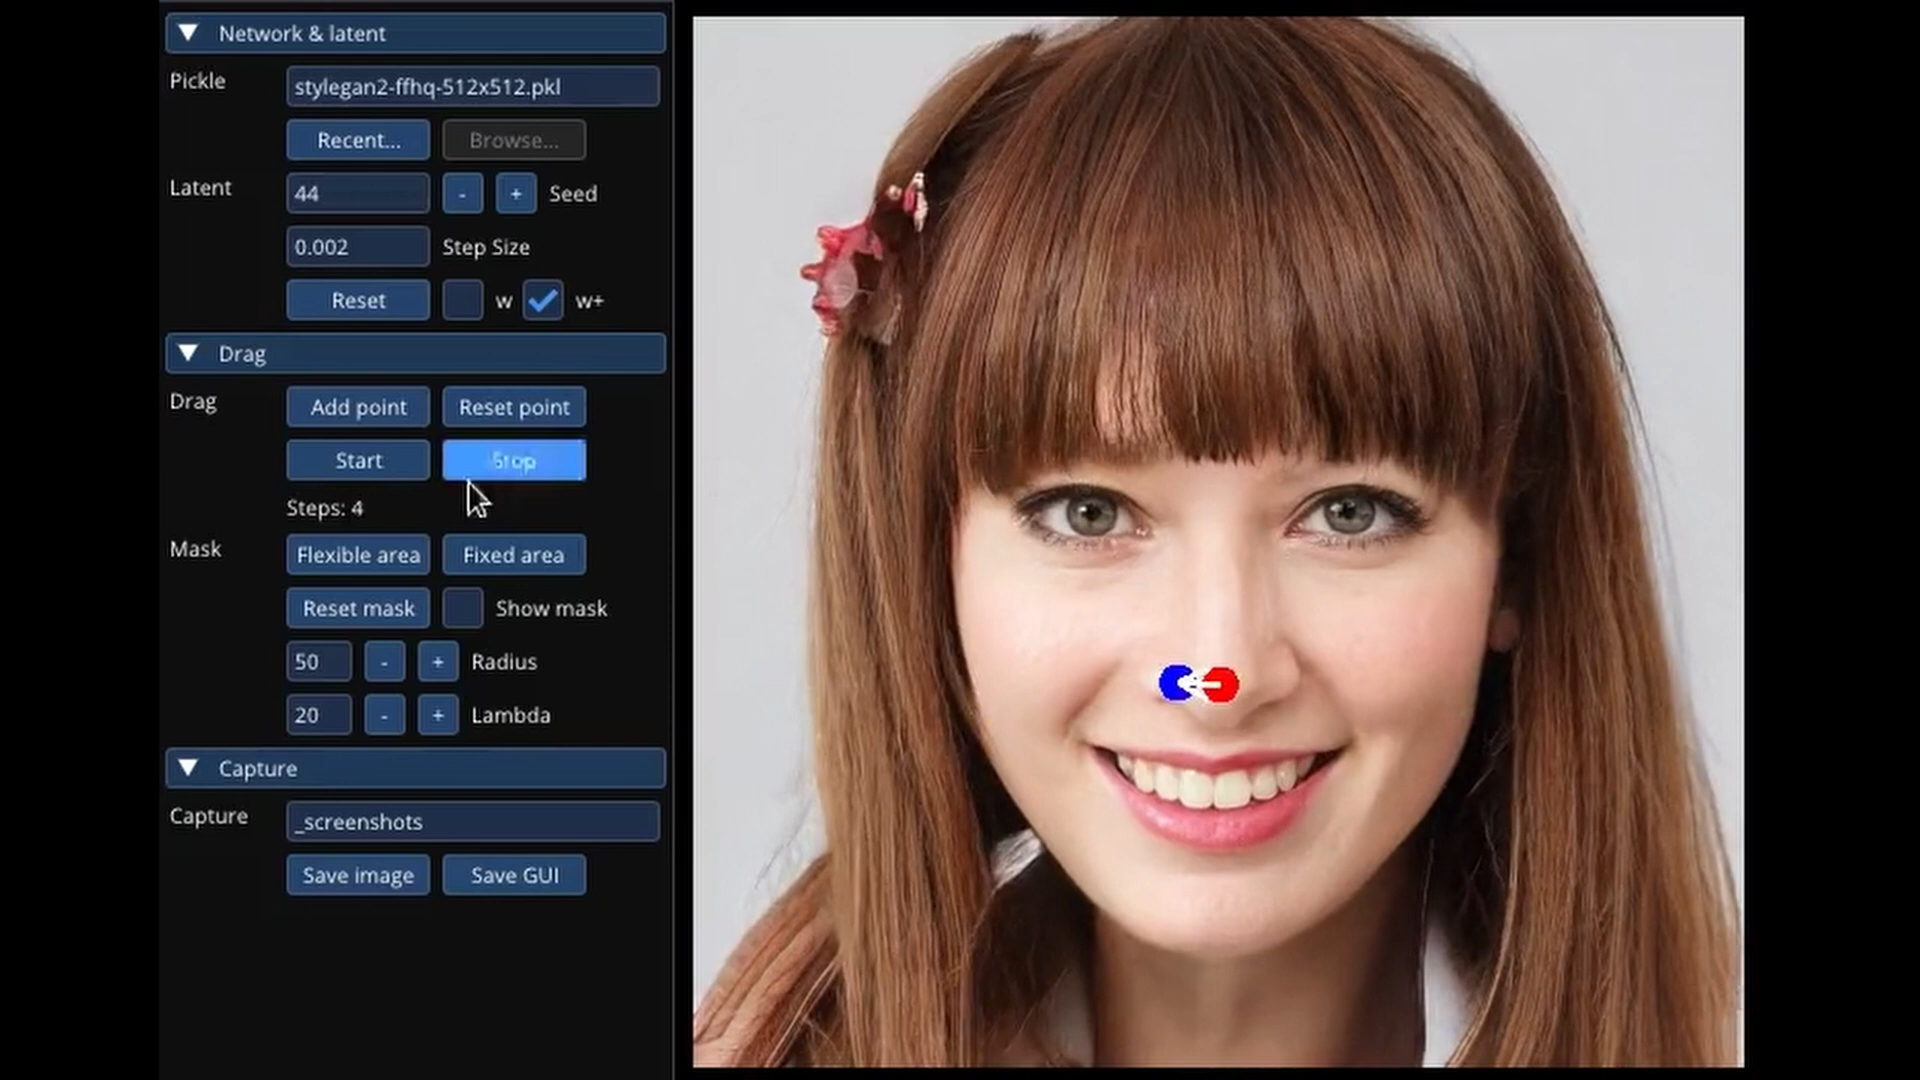 Network & latent
Pickle stylegan2-ffhq-512x512.pkl
Recent... Browse...
Latent 44 - + Seed
0.002 Step Size
Reset w w+
Drag
Drag Add point Reset point
Start Stop
Steps: 4
Mask Flexible area Fixed area
Reset mask Show mask
50 - + Radius
20 - + Lambda
Capture
Capture _screenshots
Save image Save GUI